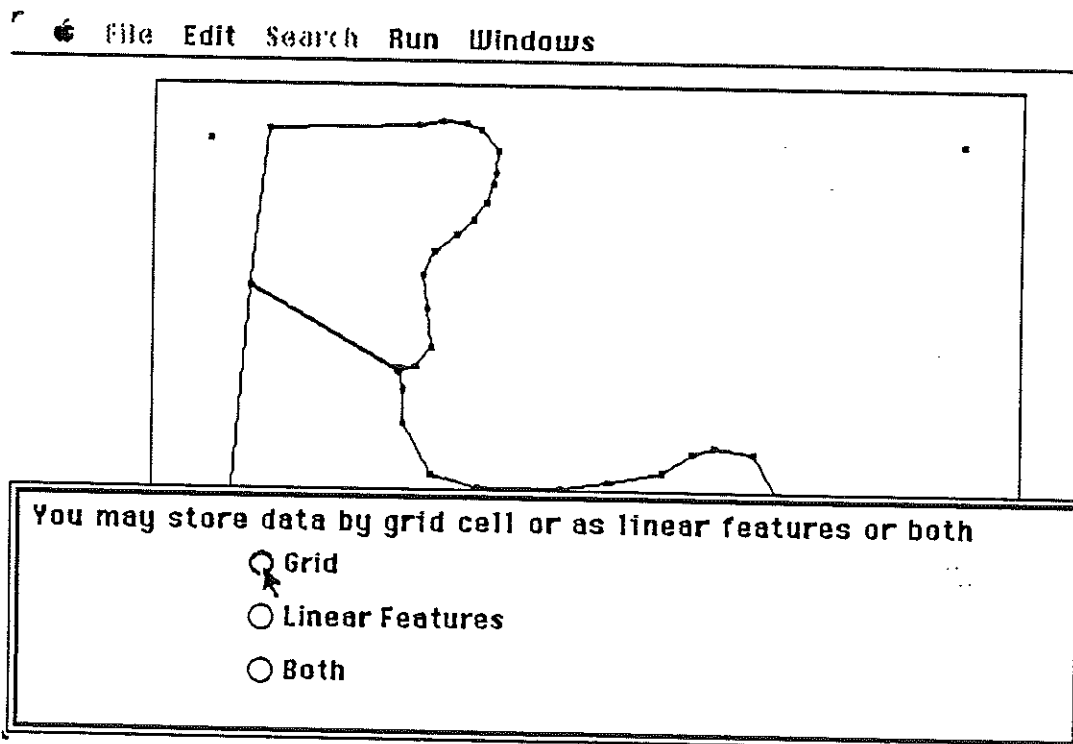 File Edit Search Run Windows
You may store data by grid cell or as linear features or both
Grid
Linear Features
Both